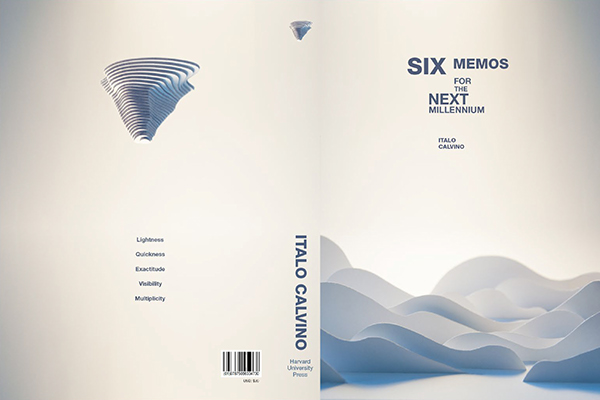 Lightness
Quickness
Exactitude
Visibility
Multiplicity
ITALO CALVINO
Harvard
University
Press
SIX MEMOS
FOR
THE
NEXT
MILLENNIUM
ITALO
CALVINO